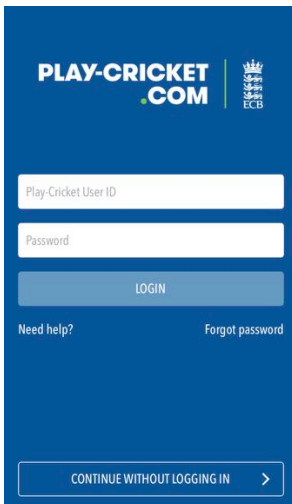 PLAY-CRICKET
.COM
ECB
Play-Cricket User ID
Password
LOGIN
Need help?
Forgot password
CONTINUE WITHOUT LOGGING IN